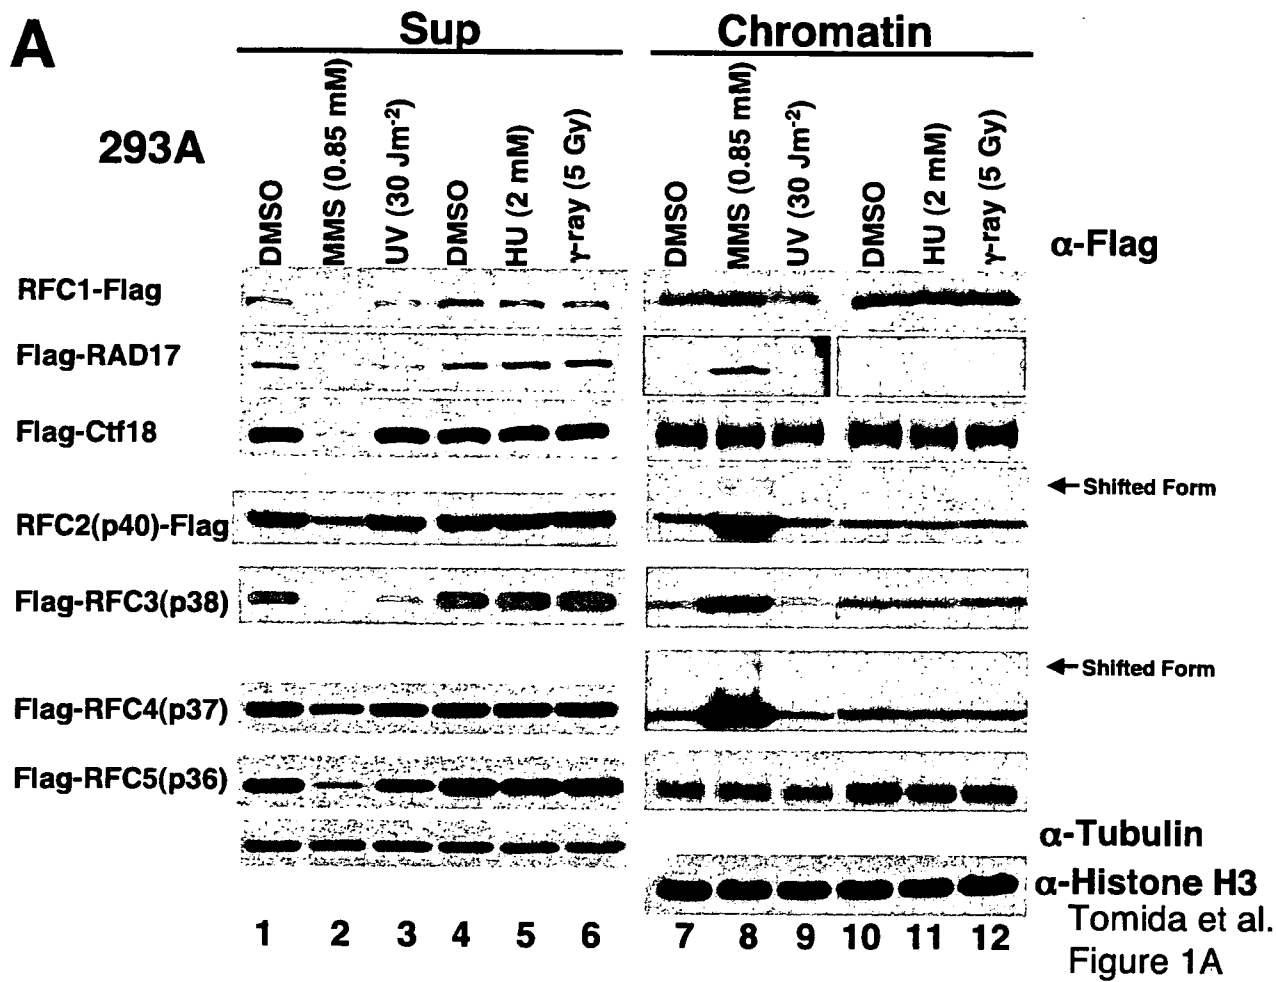 A
Sup
Chromatin
293A
DMSO
MMS (0.85 mM)
UV (30 Jm-2)
DMSO
HU (2 mM)
γ-ray (5 Gy)
DMSO
MMS (0.85 mM)
UV (30 Jm-2)
DMSO
HU (2 mM)
γ-ray (5 Gy)
α-Flag
RFC1-Flag
Flag-RAD17
Flag-Ctf18
Shifted Form
RFC2(p40)-Flag
Flag-RFC3(p38)
Shifted Form
Flag-RFC4(p37)
Flag-RFC5(p36)
α-Tubulin
α-Histone H3
1 2 3 4 5 6 7 8 9 10 11 12
Tomida et al.
Figure 1A